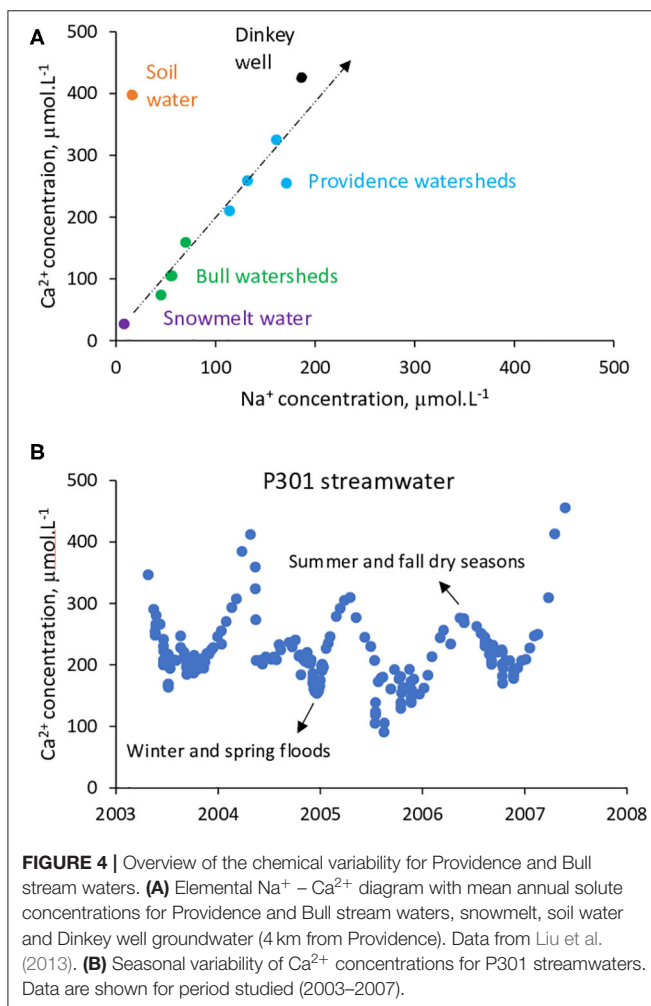 A
Ca²⁺ concentraion, µmol.L⁻¹
500
400
300
200
100
0
Dinkey
well
Soil
water
Providence watersheds
Bull watersheds
Snowmelt water
0 100 200 300 400 500
Na⁺ concentration, µmol.L⁻¹
B
Ca²⁺ concentration, µmol.L⁻¹
500
400
300
200
100
0
P301 streamwater
Summer and fall dry seasons
Winter and spring floods
2003 2004 2005 2006 2007 2008
FIGURE 4 | Overview of the chemical variability for Providence and Bull
stream waters. (A) Elemental Na⁺ – Ca²⁺ diagram with mean annual solute
concentrations for Providence and Bull stream waters, snowmelt, soil water
and Dinkey well groundwater (4 km from Providence). Data from Liu et al.
(2013). (B) Seasonal variability of Ca²⁺ concentrations for P301 streamwaters.
Data are shown for period studied (2003–2007).